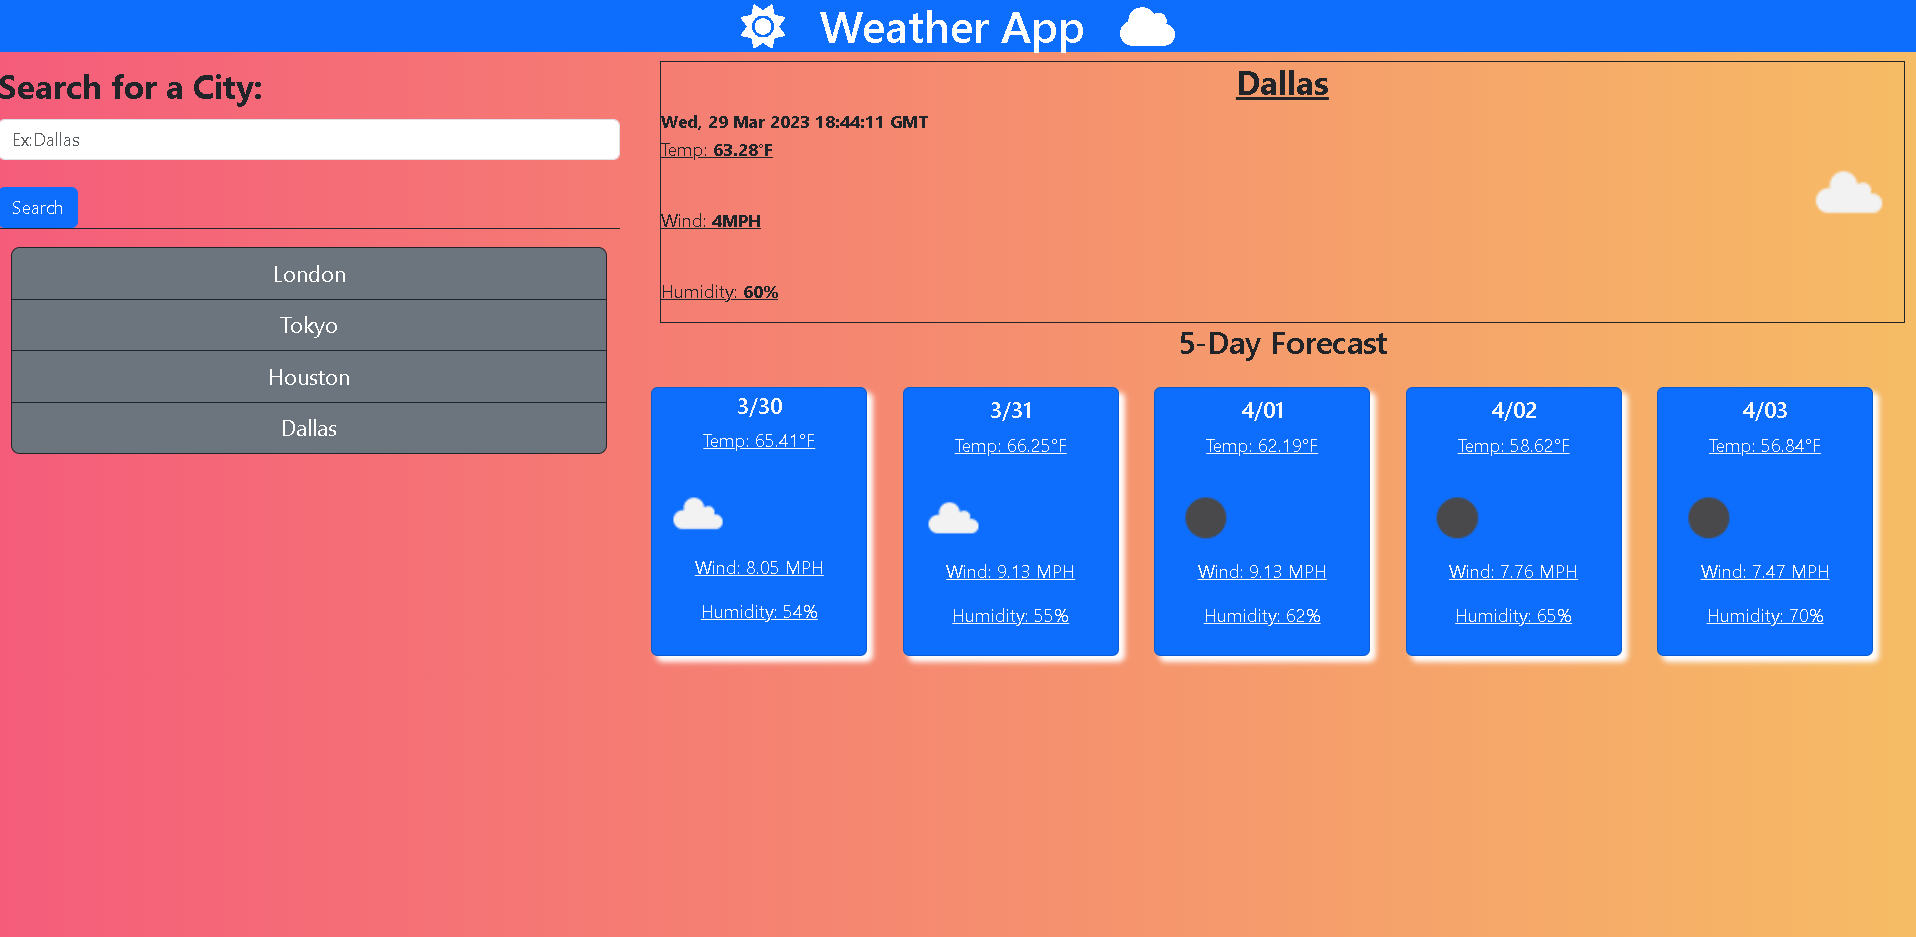 Weather App
Search for a City:
Ex:Dallas
Search
London
Tokyo
Houston
Dallas
Dallas
Wed, 29 Mar 2023 18:44:11 GMT
Temp: 63.28°F
Wind: 4MPH
Humidity: 60%
5-Day Forecast
3/30
Temp: 65.41°F
Wind: 8.05 MPH
Humidity: 54%
3/31
Temp: 66.25°F
Wind: 9.13 MPH
Humidity: 55%
4/01
Temp: 62.19°F
Wind: 9.13 MPH
Humidity: 62%
4/02
Temp: 58.62°F
Wind: 7.76 MPH
Humidity: 65%
4/03
Temp: 56.84°F
Wind: 7.47 MPH
Humidity: 70%